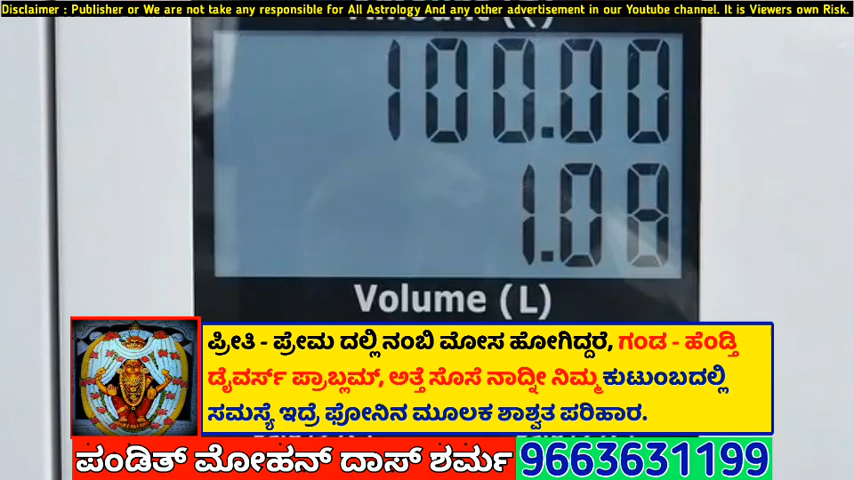 Disclaimer : Publisher or We are not take any responsible for All Astrology And any other advertisement in our Youtube channel. It is Viewers own Risk.
100.00
1.08
Volume (L)
ಪ್ರೀತಿ - ಪ್ರೇಮ ದಲ್ಲಿ ನಂಬಿ ಮೋಸ ಹೋಗಿದ್ದರೆ, ಗಂಡ - ಹೆಂಡ್ತಿ
ಡೈವರ್ಸ್ ಪ್ರಾಬ್ಲಮ್, ಅತ್ತೆ ಸೊಸೆ ನಾದ್ನೀ ನಿಮ್ಮ ಕುಟುಂಬದಲ್ಲಿ
ಸಮಸ್ಯೆ ಇದ್ರೆ ಫೋನಿನ ಮೂಲಕ ಶಾಶ್ವತ ಪರಿಹಾರ.
ಪಂಡಿತ್ ಮೋಹನ್ ದಾಸ್ ಶರ್ಮ 9663631199